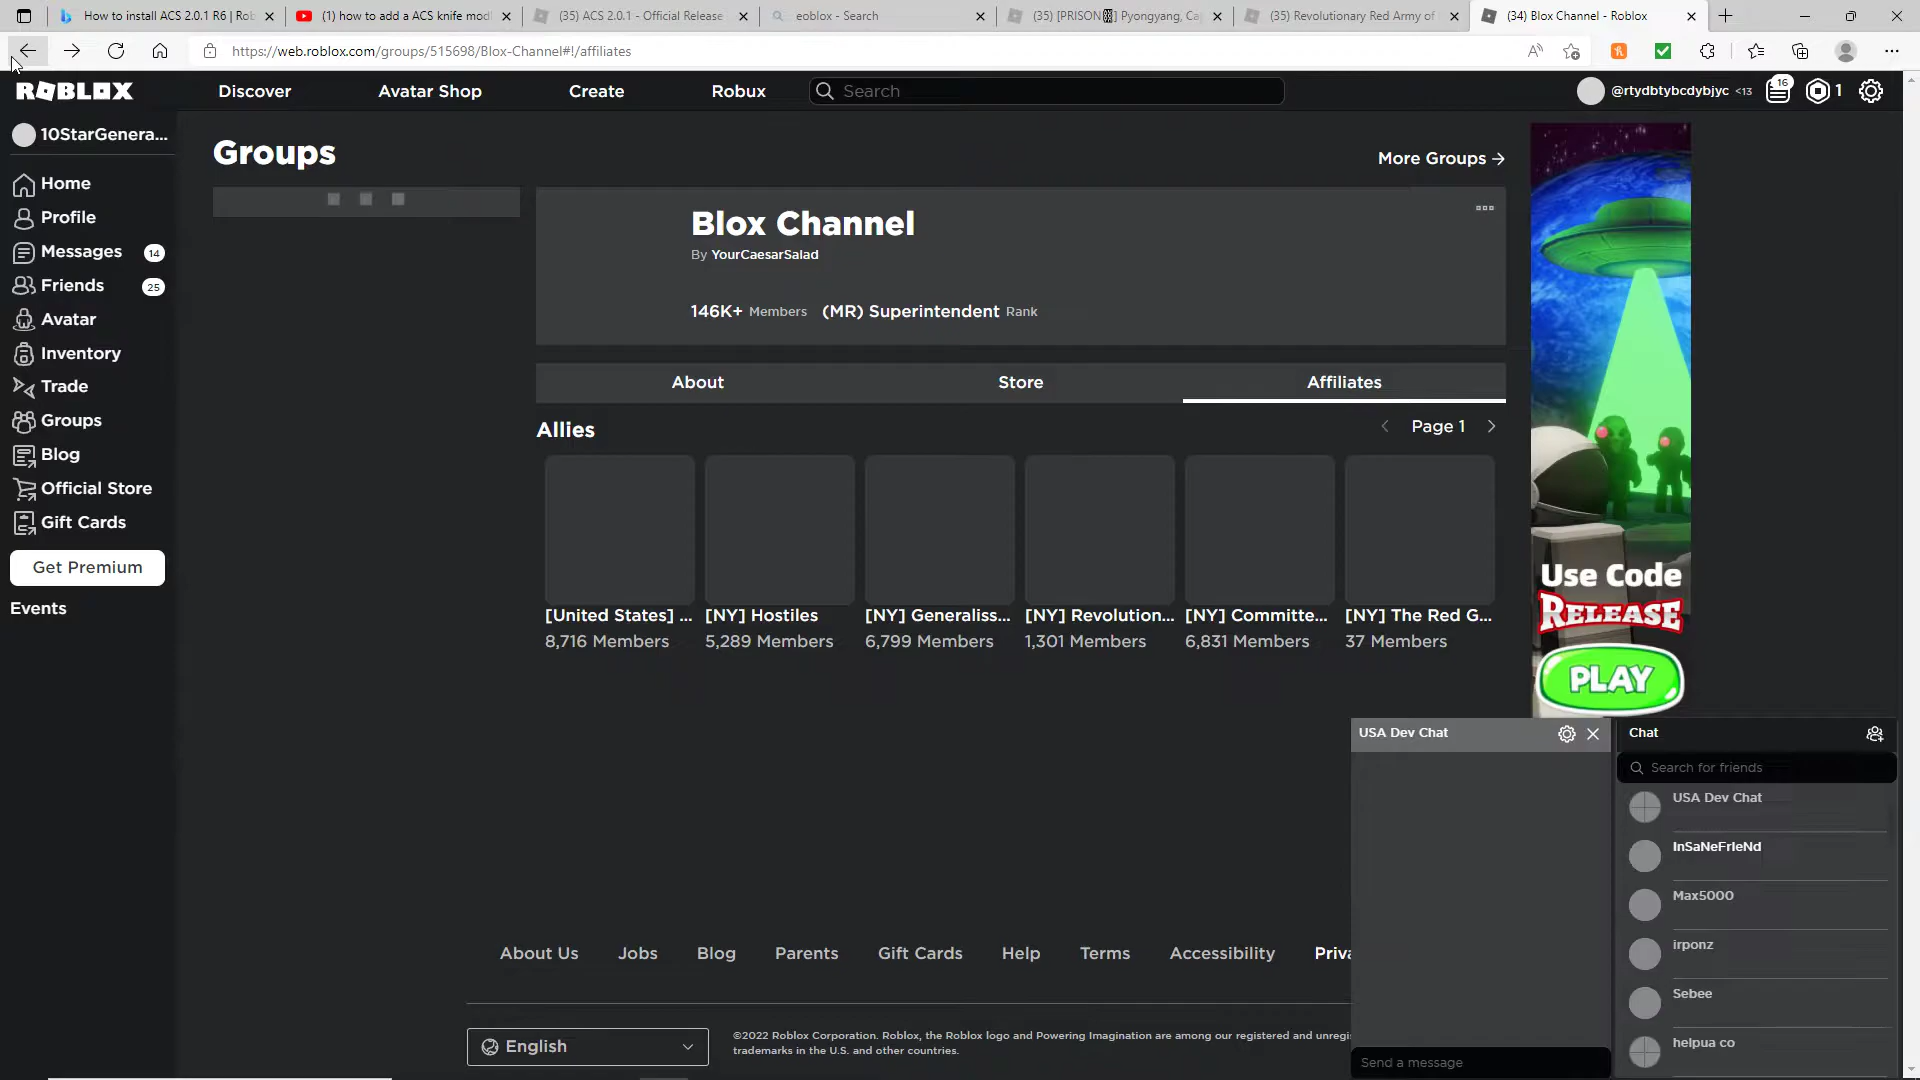 How to install ACS 2.0.1 R6 | Rob
(1) how to add a ACS knife mod
(35) ACS 2.0.1 - Official Release
eoblox - Search
(35) [PRISON
] Pyongyang, Ca
(35) Revolutionary Red Army of
(34) Blox Channel - Roblox
https://web.roblox.com/groups/515698/Blox-Channel#!/affiliates
ROBLOX
Discover
Avatar Shop
Create
Robux
Search
@rtydbtybcdybjyc <13
16
1
10StarGenera...
Home
Profile
Messages 14
Friends 25
Avatar
Inventory
Trade
Groups
Blog
Official Store
Gift Cards
Get Premium
Events
Groups
More Groups
Blox Channel
By YourCaesarSalad
146K+ Members (MR) Superintendent Rank
About
Store
Affiliates
Allies
Page 1
[United States] ...
8,716 Members
[NY] Hostiles
5,289 Members
[NY] Generaliss...
6,799 Members
[NY] Revolution...
1,301 Members
[NY] Committe...
6,831 Members
[NY] The Red G...
37 Members
Use Code
RELEASE
PLAY
USA Dev Chat
Send a message
Chat
Search for friends
USA Dev Chat
InSaNeFrIeNd
Max5000
irponz
Sebee
helpua co
About Us
Jobs
Blog
Parents
Gift Cards
Help
Terms
Accessibility
Priva
English
©2022 Roblox Corporation. Roblox, the Roblox logo and Powering Imagination are among our registered and unregi
trademarks in the U.S. and other countries.